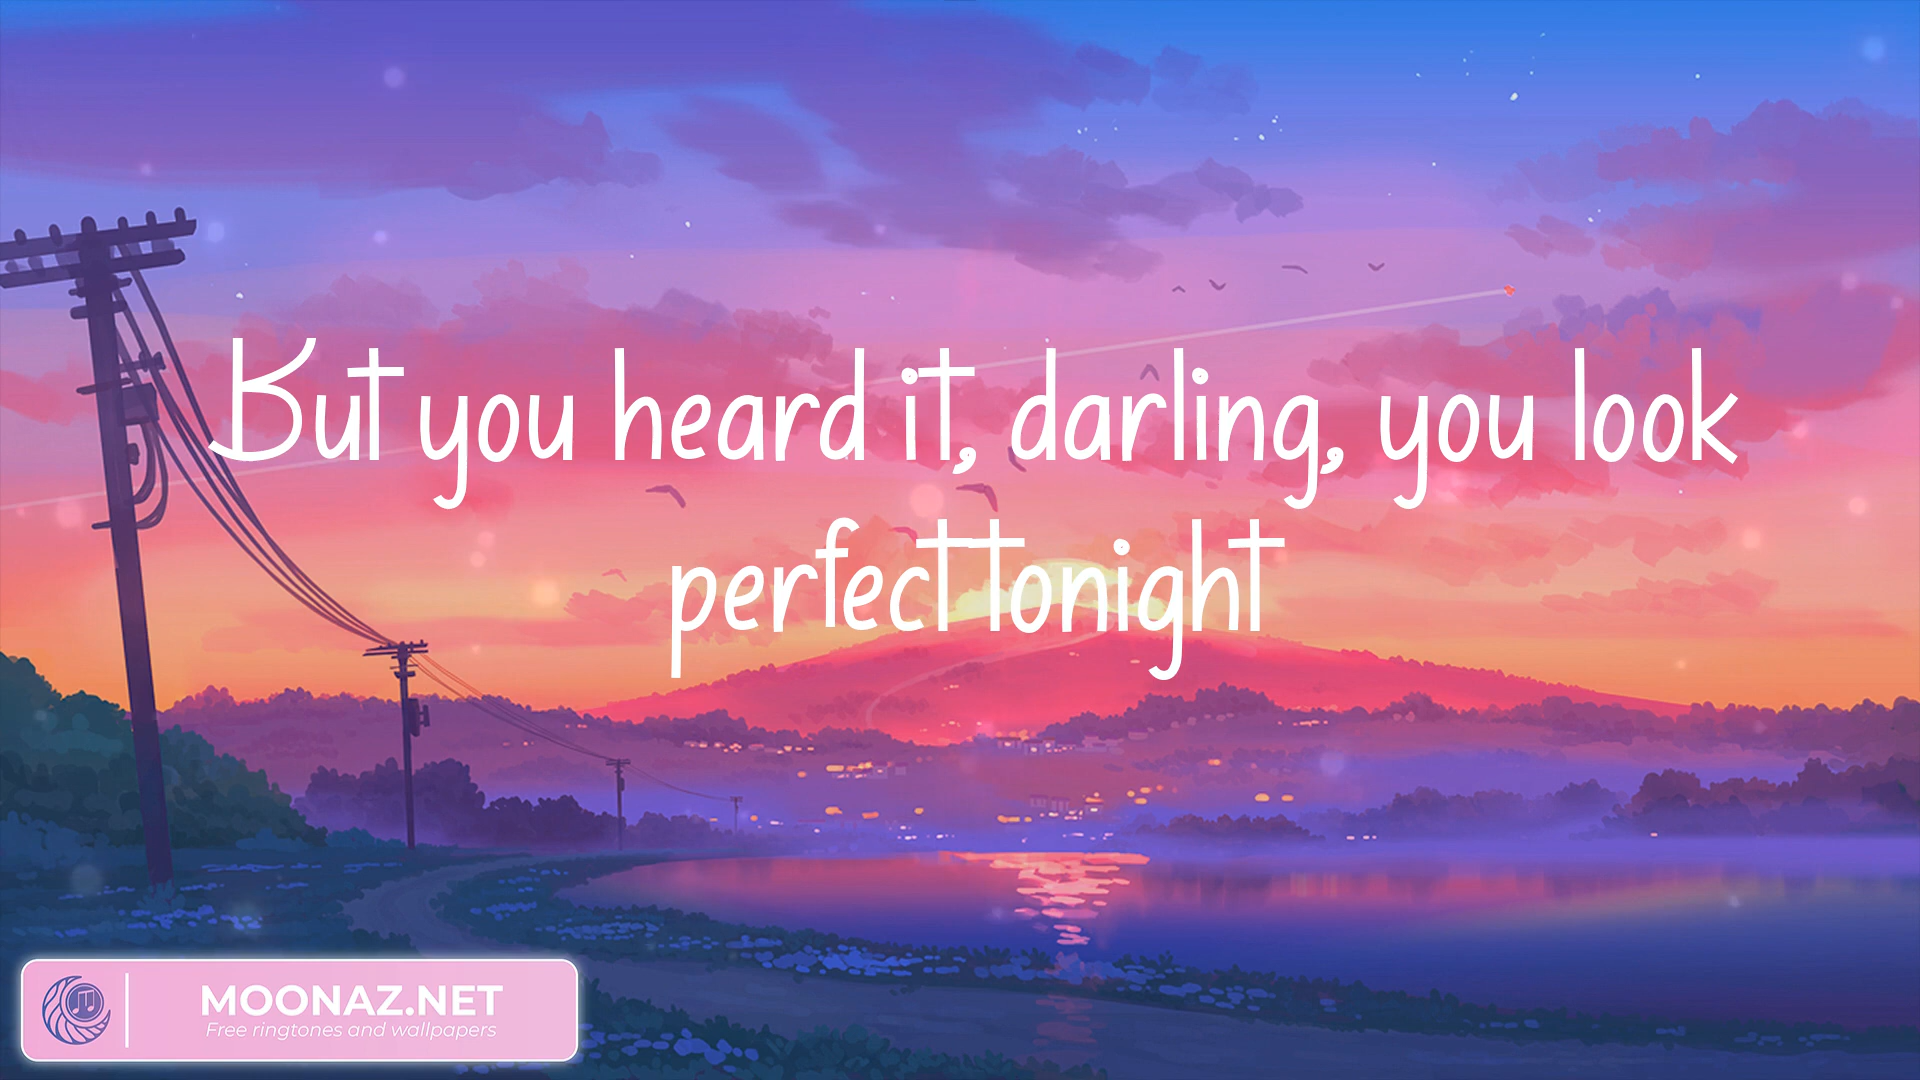 But you heard it, darling, you look
perfect tonight
MOONAZ.NET
Free ringtones and wallpapers